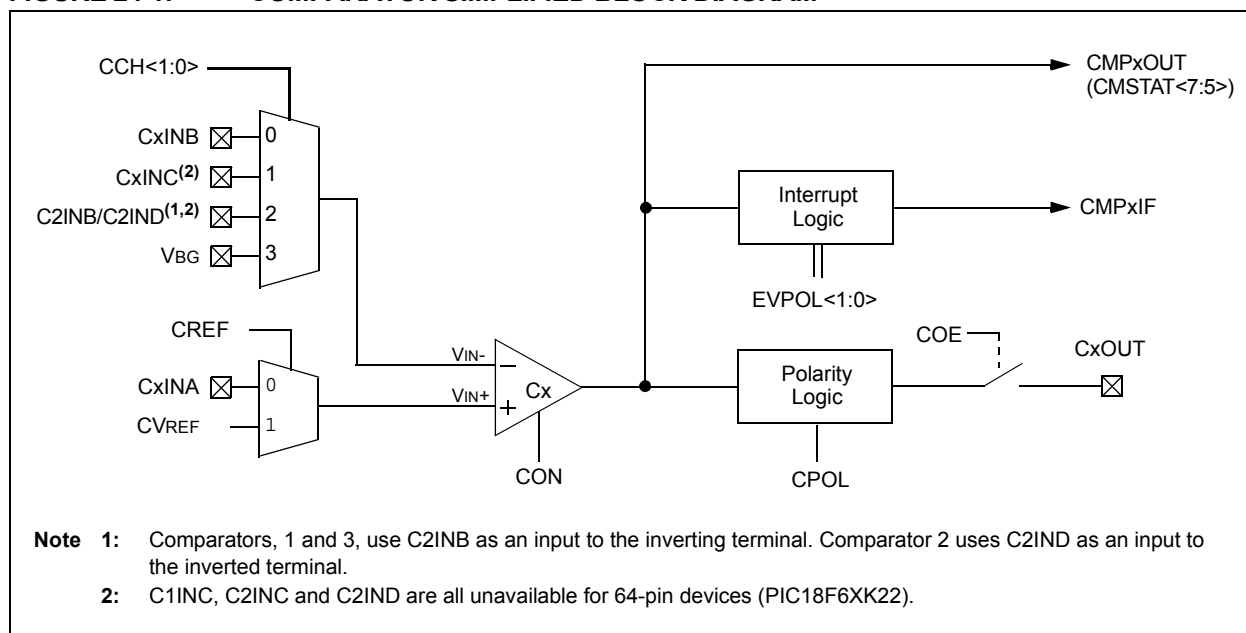 CCH<1:0>
CMPxOUT
(CMSTAT<7:5>)
CxINB
0
CxINC(2)
1
C2INB/C2IND(1,2)
2
VBG
3
Interrupt
Logic
CMPxIF
EVPOL<1:0>
CREF
CxINA
0
CVREF
1
VIN-
–
VIN+
+
Cx
CON
Polarity
Logic
CPOL
COE
CxOUT
Note 1: Comparators, 1 and 3, use C2INB as an input to the inverting terminal. Comparator 2 uses C2IND as an input to
the inverted terminal.
2: C1INC, C2INC and C2IND are all unavailable for 64-pin devices (PIC18F6XK22).